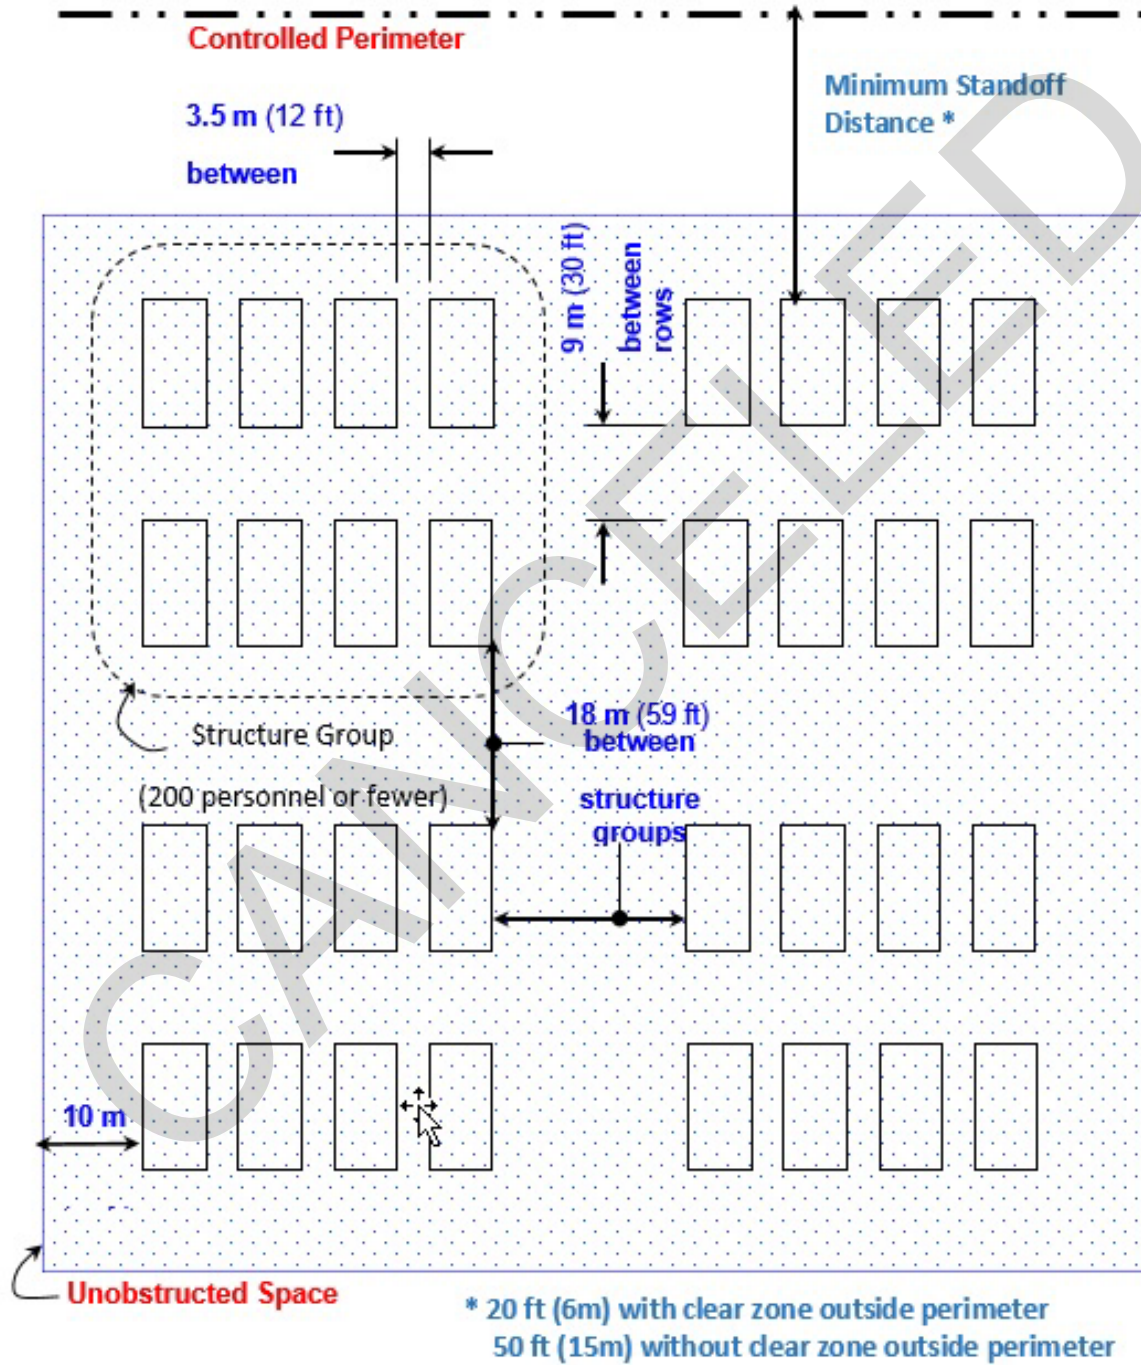 Controlled Perimeter
3.5 m (12 ft)
between
Minimum Standoff
Distance *
9 m (30 ft)
between
rows
Structure Group
(200 personnel or fewer)
18 m (59 ft)
between
structure
groups
10 m
Unobstructed Space
* 20 ft (6m) with clear zone outside perimeter
50 ft (15m) without clear zone outside perimeter
CANCELED